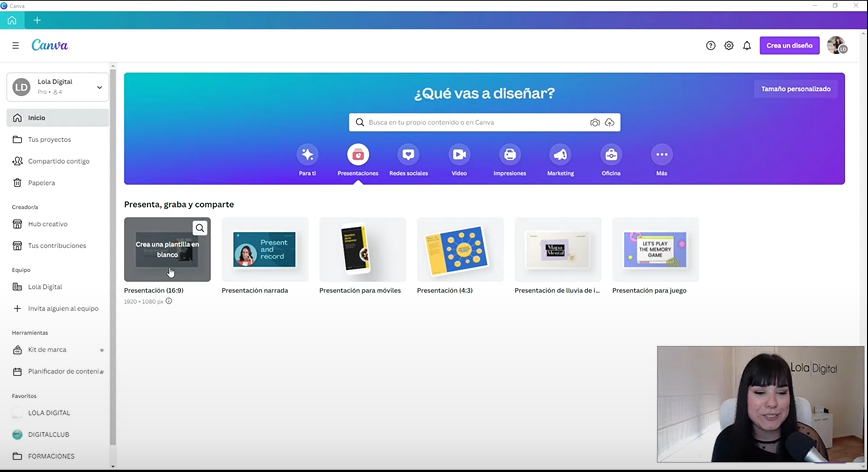 Canva
Canva
Crea un diseño
LD
LD
Lola Digital
Pro • 4
Inicio
Tus proyectos
Compartido contigo
Papelera
Creador/a
Hub creativo
Tus contribuciones
Equipo
Lola Digital
Invita alguien al equipo
Herramientas
Kit de marca
Planificador de conteni
Favoritos
LOLA DIGITAL
DIGITALCLUB
FORMACIONES
¿Qué vas a diseñar?
Tamaño personalizado
Busca en tu propio contenido o en Canva
Para ti
Presentaciones
Redes sociales
Vídeo
Impresiones
Marketing
Oficina
Más
Presenta, graba y comparte
Crea una plantilla en
blanco
Presentación (16:9)
1920 × 1080 px
Present
and
record
Presentación narrada
Presentación para móviles
Presentación (4:3)
Mapa
Mental
Presentación de lluvia de i...
LET'S PLAY
THE MEMORY
GAME
Presentación para juego
Lola Digital